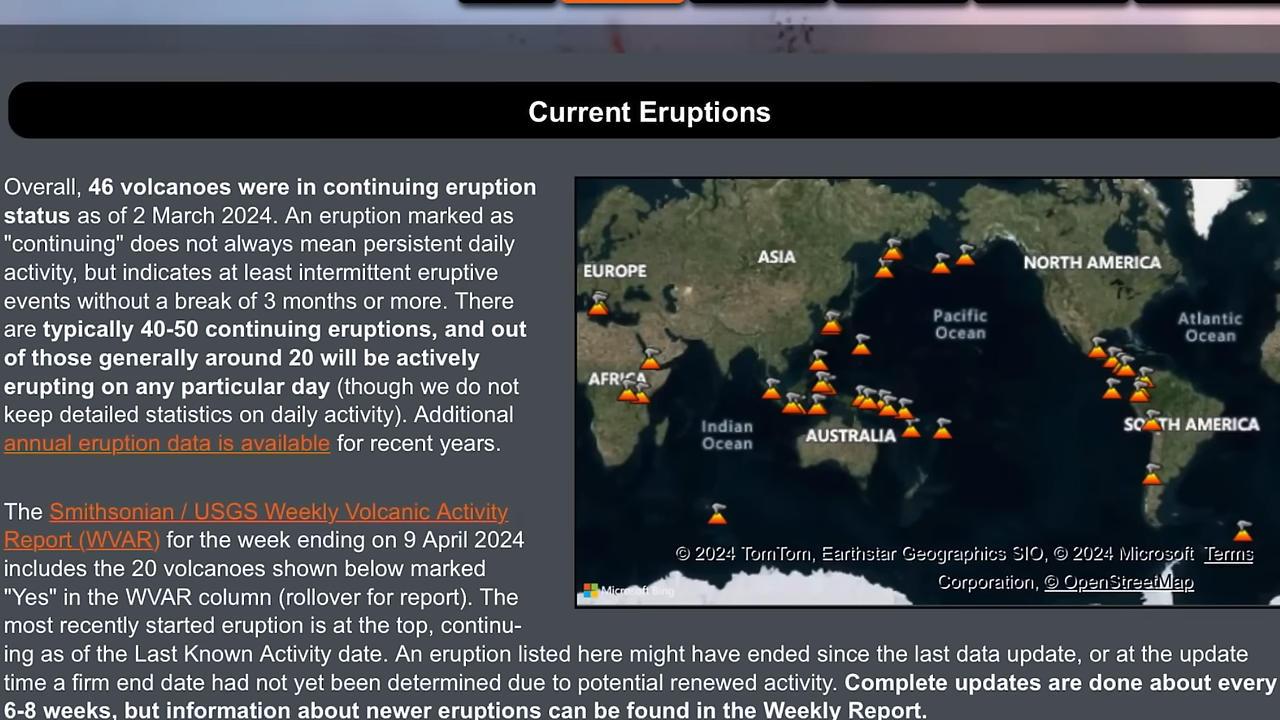 Current Eruptions
Overall, 46 volcanoes were in continuing eruption
status as of 2 March 2024. An eruption marked as
"continuing" does not always mean persistent daily
activity, but indicates at least intermittent eruptive
events without a break of 3 months or more. There
are typically 40-50 continuing eruptions, and out
of those generally around 20 will be actively
erupting on any particular day (though we do not
keep detailed statistics on daily activity). Additional
annual eruption data is available for recent years.
The Smithsonian / USGS Weekly Volcanic Activity
Report (WVAR) for the week ending on 9 April 2024
includes the 20 volcanoes shown below marked
"Yes" in the WVAR column (rollover for report). The
most recently started eruption is at the top, continu-
ing as of the Last Known Activity date. An eruption listed here might have ended since the last data update, or at the update
time a firm end date had not yet been determined due to potential renewed activity. Complete updates are done about every
6-8 weeks, but information about newer eruptions can be found in the Weekly Report.
EUROPE
ASIA
NORTH AMERICA
Pacific
Ocean
Atlantic
Ocean
AFRICA
Indian
Ocean
AUSTRALIA
SOUTH AMERICA
© 2024 TomTom, Earthstar Geographics SIO, © 2024 Microsoft Terms
Corporation, © OpenStreetMap
Microsoft Bing